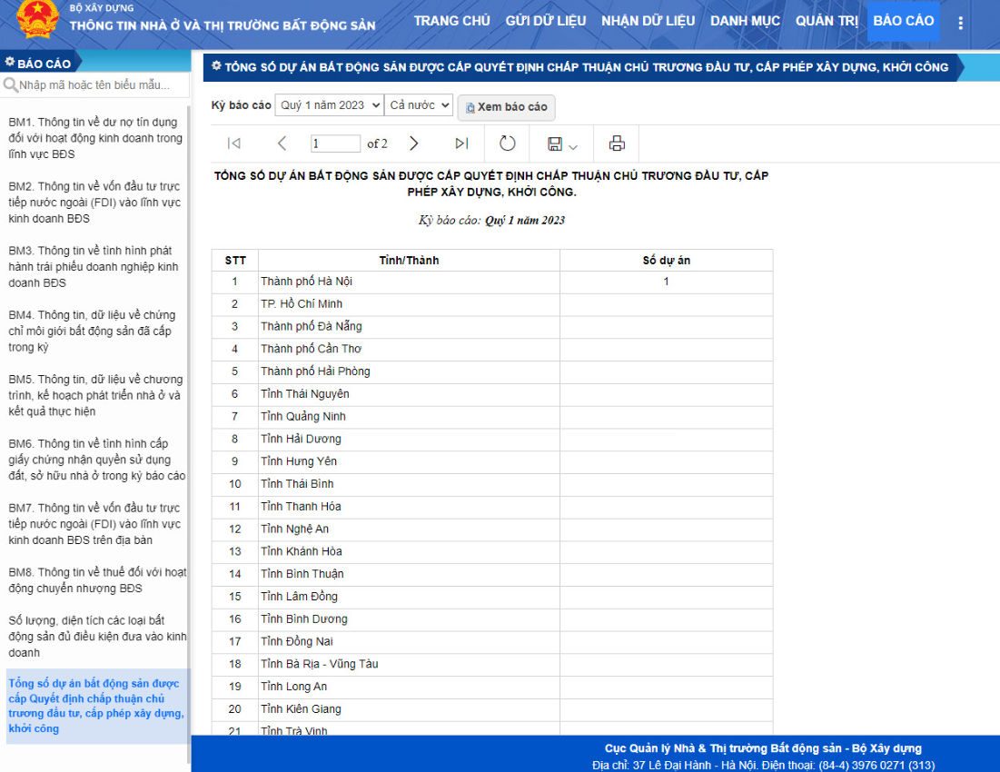 BỘ XÂY DỰNG
THÔNG TIN NHÀ Ở VÀ THỊ TRƯỜNG BẤT ĐỘNG SẢN
TRANG CHỦ GỬI DỮ LIỆU NHẬN DỮ LIỆU DANH MỤC QUẢN TRỊ BÁO CÁO
BÁO CÁO
Nhập mã hoặc tên biểu mẫu...
BM1. Thông tin về dư nợ tín dụng
đối với hoạt động kinh doanh trong
lĩnh vực BĐS
BM2. Thông tin về vốn đầu tư trực
tiếp nước ngoài (FDI) vào lĩnh vực
kinh doanh BĐS
BM3. Thông tin về tình hình phát
hành trái phiếu doanh nghiệp kinh
doanh BĐS
BM4. Thông tin, dữ liệu về chứng
chỉ môi giới bất động sản đã cấp
trong kỳ
BM5. Thông tin, dữ liệu về chương
trình, kế hoạch phát triển nhà ở và
kết quả thực hiện
BM6. Thông tin về tình hình cấp
giấy chứng nhận quyền sử dụng
đất, sở hữu nhà ở trong kỳ báo cáo
BM7. Thông tin về vốn đầu tư trực
tiếp nước ngoài (FDI) vào lĩnh vực
kinh doanh BĐS trên địa bàn
BM8. Thông tin về thuế đối với hoạt
động chuyển nhượng BĐS
Số lượng, diện tích các loại bất
động sản đủ điều kiện đưa vào kinh
doanh
Tổng số dự án bất động sản được
cấp Quyết định chấp thuận chủ
trương đầu tư, cấp phép xây dựng,
khởi công
TỔNG SỐ DỰ ÁN BẤT ĐỘNG SẢN ĐƯỢC CẤP QUYẾT ĐỊNH CHẤP THUẬN CHỦ TRƯƠNG ĐẦU TƯ, CẤP PHÉP XÂY DỰNG, KHỞI CÔNG
Kỳ báo cáo Quý 1 năm 2023 Cả nước Xem báo cáo
1 of 2
TỔNG SỐ DỰ ÁN BẤT ĐỘNG SẢN ĐƯỢC CẤP QUYẾT ĐỊNH CHẤP THUẬN CHỦ TRƯƠNG ĐẦU TƯ, CẤP
PHÉP XÂY DỰNG, KHỞI CÔNG.
Kỳ báo cáo: Quý 1 năm 2023
STT Tỉnh/Thành Số dự án
1 Thành phố Hà Nội 1
2 TP. Hồ Chí Minh
3 Thành phố Đà Nẵng
4 Thành phố Cần Thơ
5 Thành phố Hải Phòng
6 Tỉnh Thái Nguyên
7 Tỉnh Quảng Ninh
8 Tỉnh Hải Dương
9 Tỉnh Hưng Yên
10 Tỉnh Thái Bình
11 Tỉnh Thanh Hóa
12 Tỉnh Nghệ An
13 Tỉnh Khánh Hòa
14 Tỉnh Bình Thuận
15 Tỉnh Lâm Đồng
16 Tỉnh Bình Dương
17 Tỉnh Đồng Nai
18 Tỉnh Bà Rịa - Vũng Tàu
19 Tỉnh Long An
20 Tỉnh Kiên Giang
21 Tỉnh Trà Vinh
Cục Quản lý Nhà & Thị trường Bất động sản - Bộ Xây dựng
Địa chỉ: 37 Lê Đại Hành - Hà Nội. Điện thoại: (84-4) 3976 0271 (313)